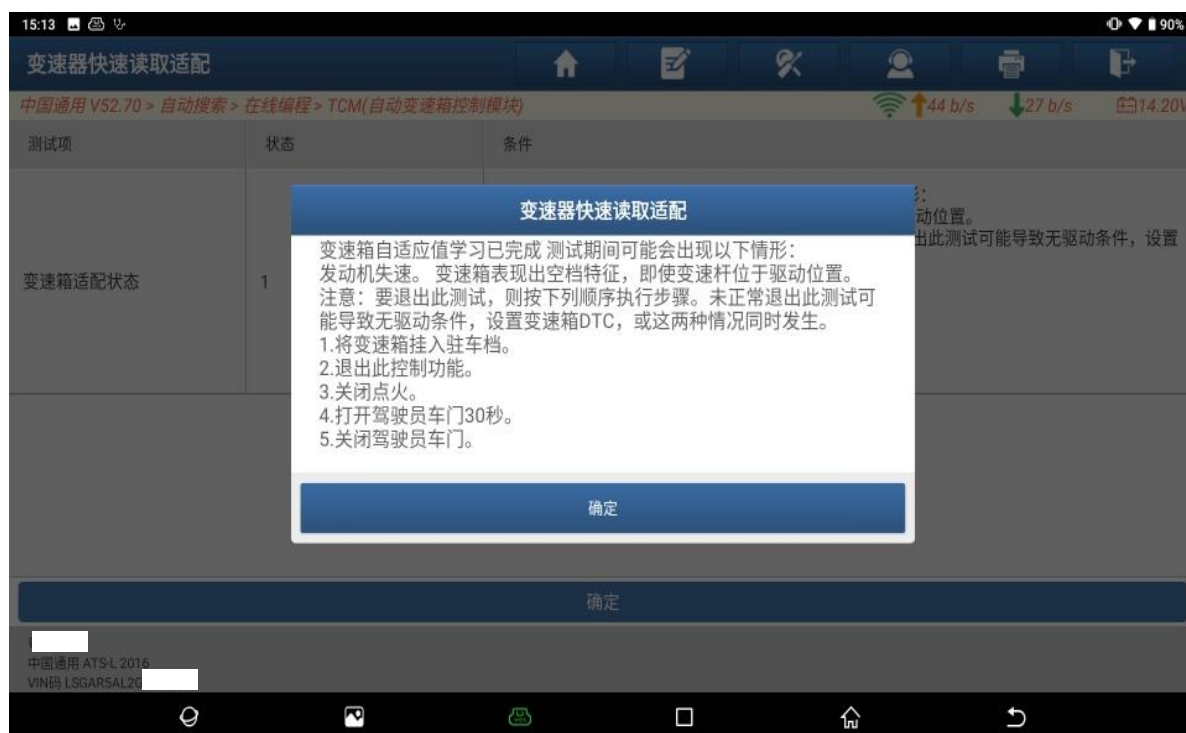 15:13
90%
变速器快速读取适配
中国通用 V52.70 > 自动搜索 > 在线编程 > TCM(自动变速箱控制模块)
44 b/s
27 b/s
14.20V
测试项
状态
条件
变速箱适配状态
1
动位置。
出此测试可能导致无驱动条件，设置
变速器快速读取适配
变速箱自适应值学习已完成 测试期间可能会出现以下情形：
发动机失速。 变速箱表现出空档特征，即使变速杆位于驱动位置。
注意：要退出此测试，则按下列顺序执行步骤。未正常退出此测试可
能导致无驱动条件，设置变速箱DTC，或这两种情况同时发生。
1.将变速箱挂入驻车档。
2.退出此控制功能。
3.关闭点火。
4.打开驾驶员车门30秒。
5.关闭驾驶员车门。
确定
确定
中国通用 ATS-L 2016
VIN码 LSGAR5AL2G